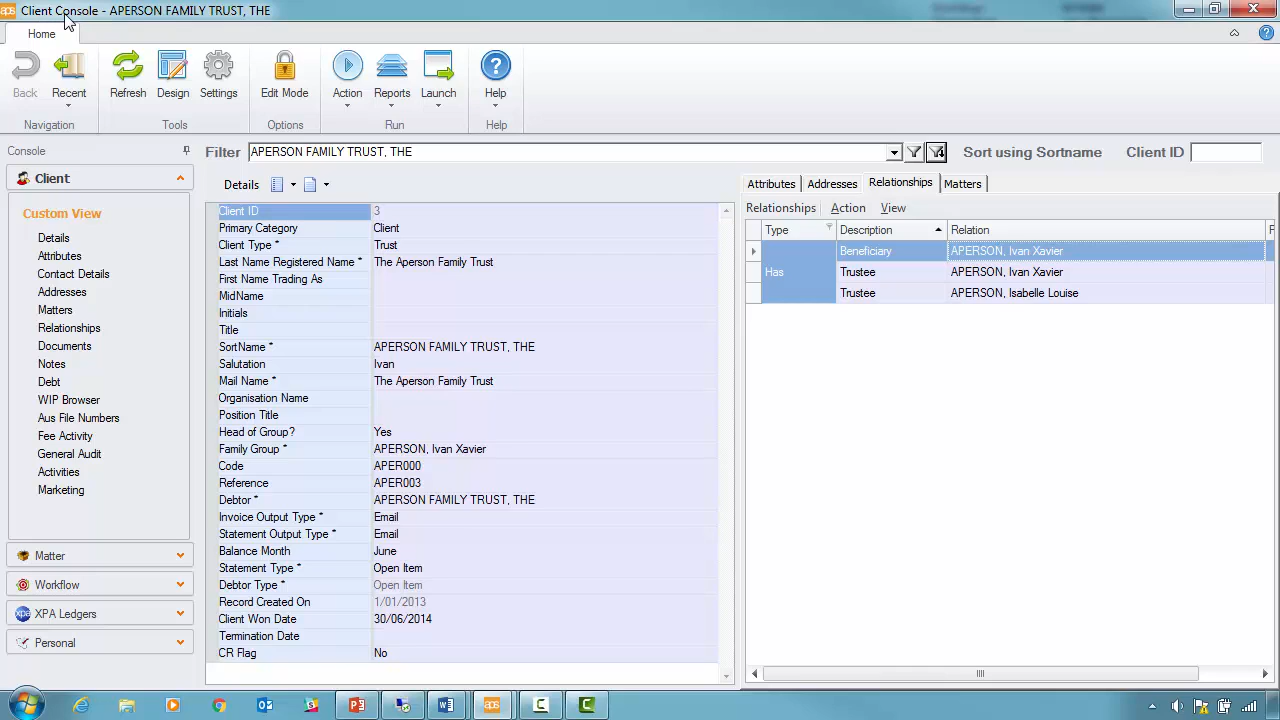 aps Client Console - APERSON FAMILY TRUST, THE
Home
Back Recent Refresh Design Settings Edit Mode Action Reports Launch Help
Navigation Tools Options Run Help
Console
Filter APERSON FAMILY TRUST, THE Sort using Sortname Client ID
Client
Custom View
Details
Attributes
Contact Details
Addresses
Matters
Relationships
Documents
Notes
Debt
WIP Browser
Aus File Numbers
Fee Activity
General Audit
Activities
Marketing
Matter
Workflow
xpa XPA Ledgers
Personal
Details
Client ID 3
Primary Category Client
Client Type * Trust
Last Name Registered Name * The Aperson Family Trust
First Name Trading As
MidName
Initials
Title
SortName * APERSON FAMILY TRUST, THE
Salutation Ivan
Mail Name * The Aperson Family Trust
Organisation Name
Position Title
Head of Group? Yes
Family Group * APERSON, Ivan Xavier
Code APER000
Reference APER003
Debtor * APERSON FAMILY TRUST, THE
Invoice Output Type * Email
Statement Output Type * Email
Balance Month June
Statement Type * Open Item
Debtor Type * Open Item
Record Created On 1/01/2013
Client Won Date 30/06/2014
Termination Date
CR Flag No
Attributes Addresses Relationships Matters
Relationships Action View
Type Description Relation
Beneficiary APERSON, Ivan Xavier
Has Trustee APERSON, Ivan Xavier
Trustee APERSON, Isabelle Louise
aps